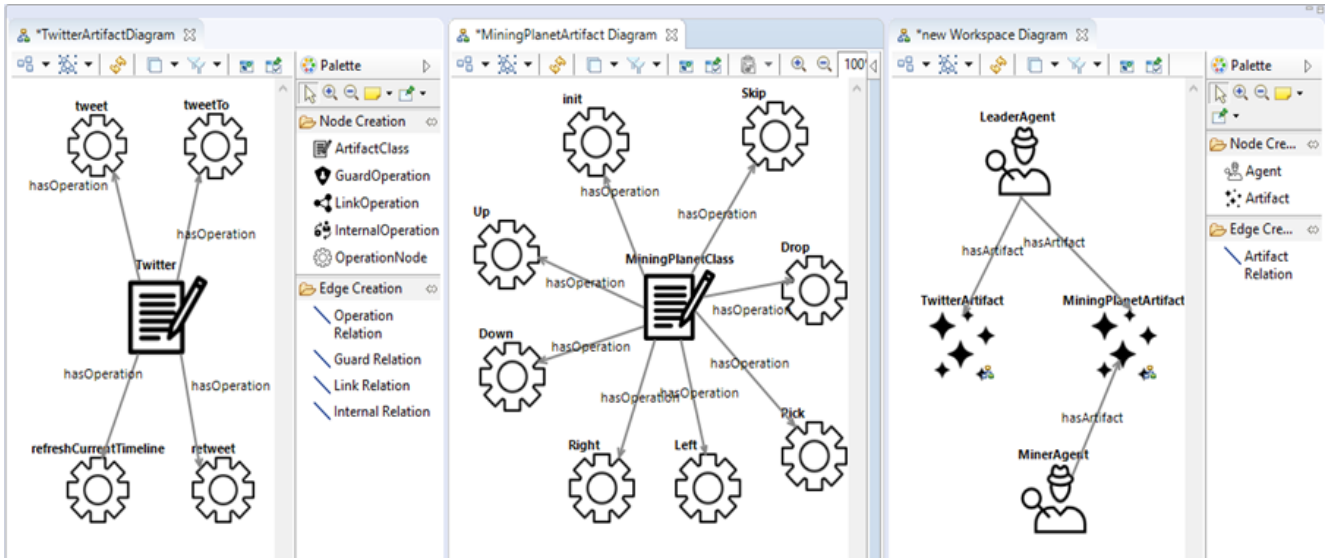 *TwitterArtifactDiagram
Palette
Node Creation
ArtifactClass
GuardOperation
LinkOperation
InternalOperation
OperationNode
Edge Creation
Operation
Relation
Guard Relation
Link Relation
Internal Relation
tweet
tweetTo
hasOperation
hasOperation
Twitter
hasOperation
hasOperation
refreshCurrentTimeline
retweet
*MiningPlanetArtifact Diagram
100%
init
Skip
hasOperation
hasOperation
Up
Drop
MiningPlanetClass
hasOperation
hasOperation
Down
hasOperation
hasOperation
hasOperation
hasOperation
Pick
Right
Left
*new Workspace Diagram
Palette
Node Cre...
Agent
Artifact
Edge Cre...
Artifact
Relation
LeaderAgent
hasArtifact
hasArtifact
TwitterArtifact
MiningPlanetArtifact
hasArtifact
MinerAgent